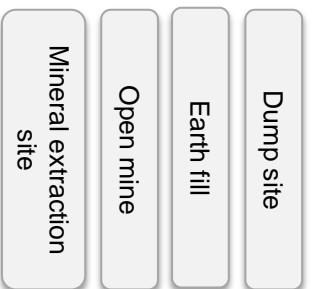 Mineral extraction
site
Open mine
Earth fill
Dump site